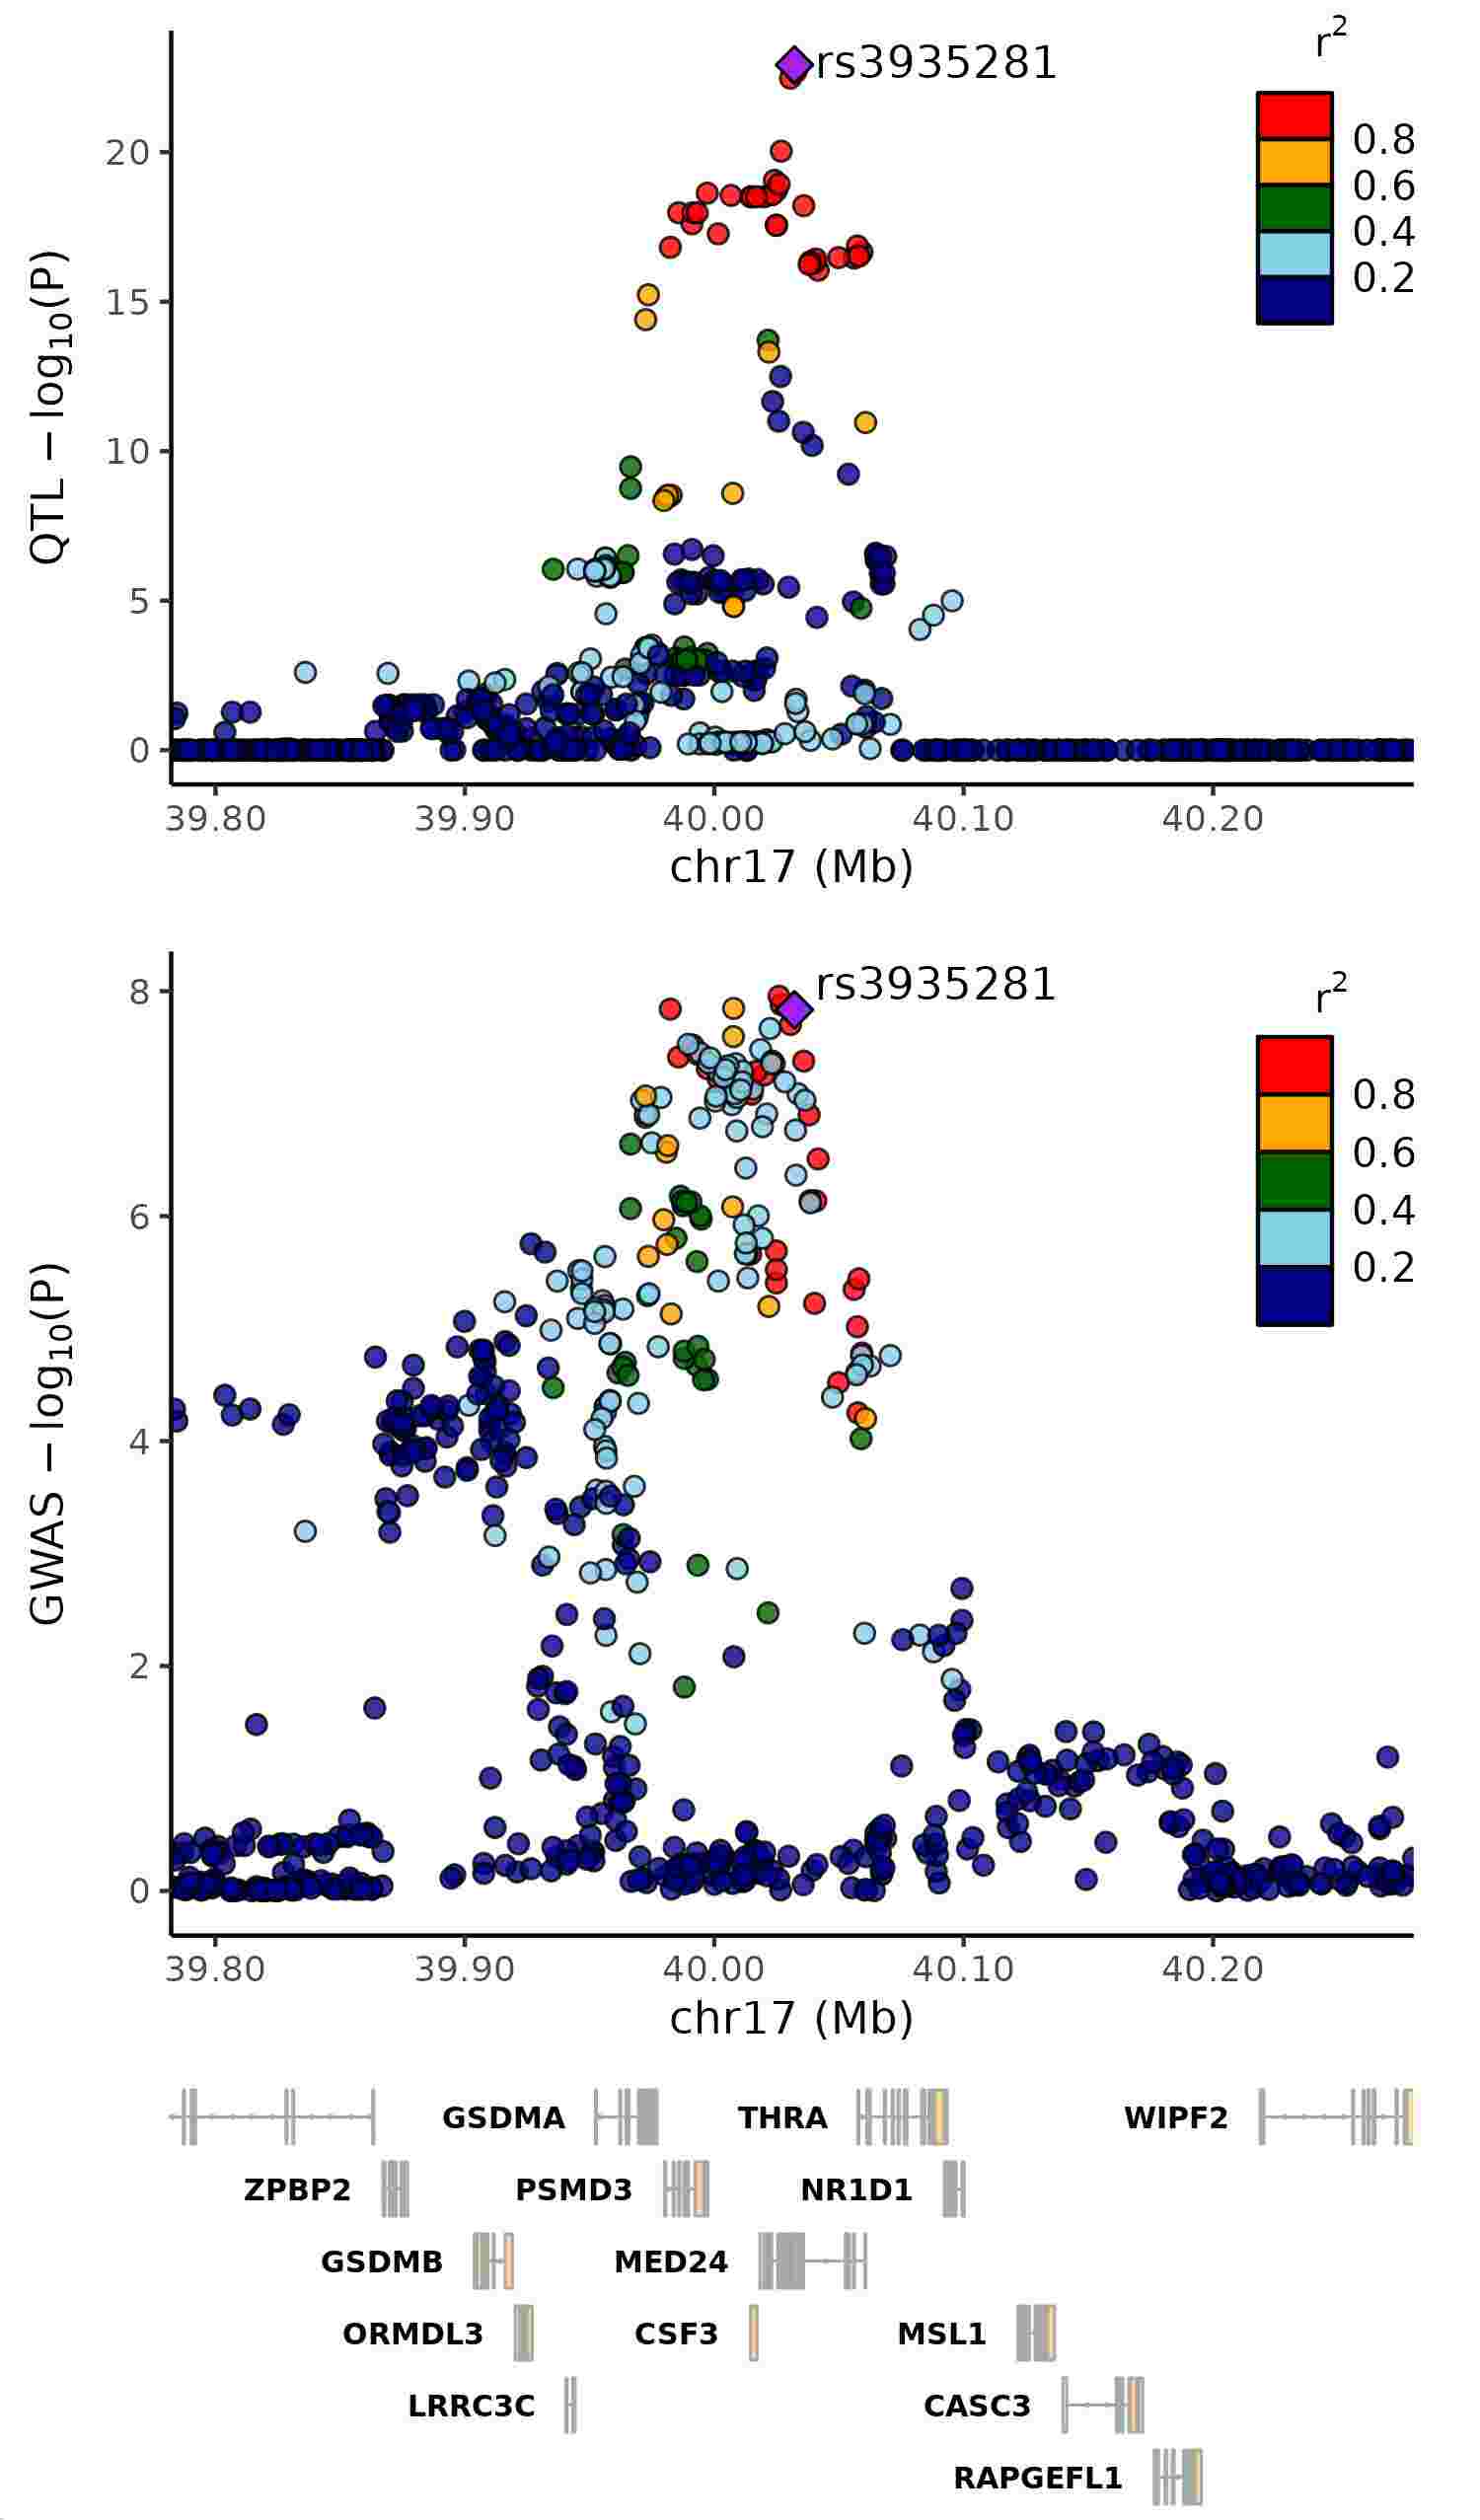 rs3935281
r2
0.8
0.6
0.4
0.2
20
15
10
5
0
QTL − log10(P)
39.80 39.90 40.00 40.10 40.20
chr17 (Mb)
rs3935281
r2
0.8
0.6
0.4
0.2
8
6
4
2
0
GWAS − log10(P)
39.80 39.90 40.00 40.10 40.20
chr17 (Mb)
GSDMA THRA WIPF2
ZPBP2 PSMD3 NR1D1
GSDMB MED24
ORMDL3 CSF3 MSL1
LRRC3C CASC3
RAPGEFL1